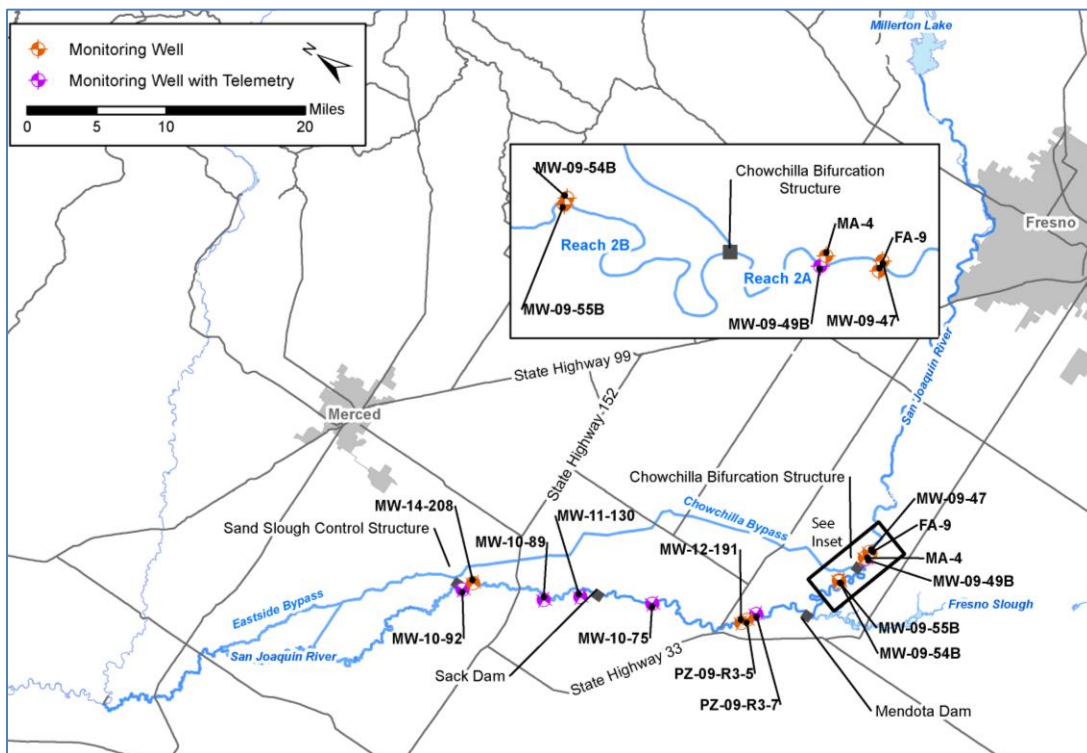 Monitoring Well
Monitoring Well with Telemetry
N
Miles
0 5 10 20
Millerton Lake
MW-09-54B
Chowchilla Bifurcation
Structure
MA-4
FA-9
Reach 2B
Reach 2A
MW-09-55B
MW-09-49B
MW-09-47
Fresno
San Joaquin River
State Highway 99
Merced
State Highway 152
Chowchilla Bifurcation Structure
MW-14-208
Sand Slough Control Structure
MW-10-89
MW-11-130
Chowchilla Bypass
MW-12-191
See
Inset
MW-09-47
FA-9
MA-4
MW-09-49B
Fresno Slough
Eastside Bypass
San Joaquin River
MW-10-92
Sack Dam
MW-10-75
State Highway 33
PZ-09-R3-5
PZ-09-R3-7
MW-09-55B
MW-09-54B
Mendota Dam